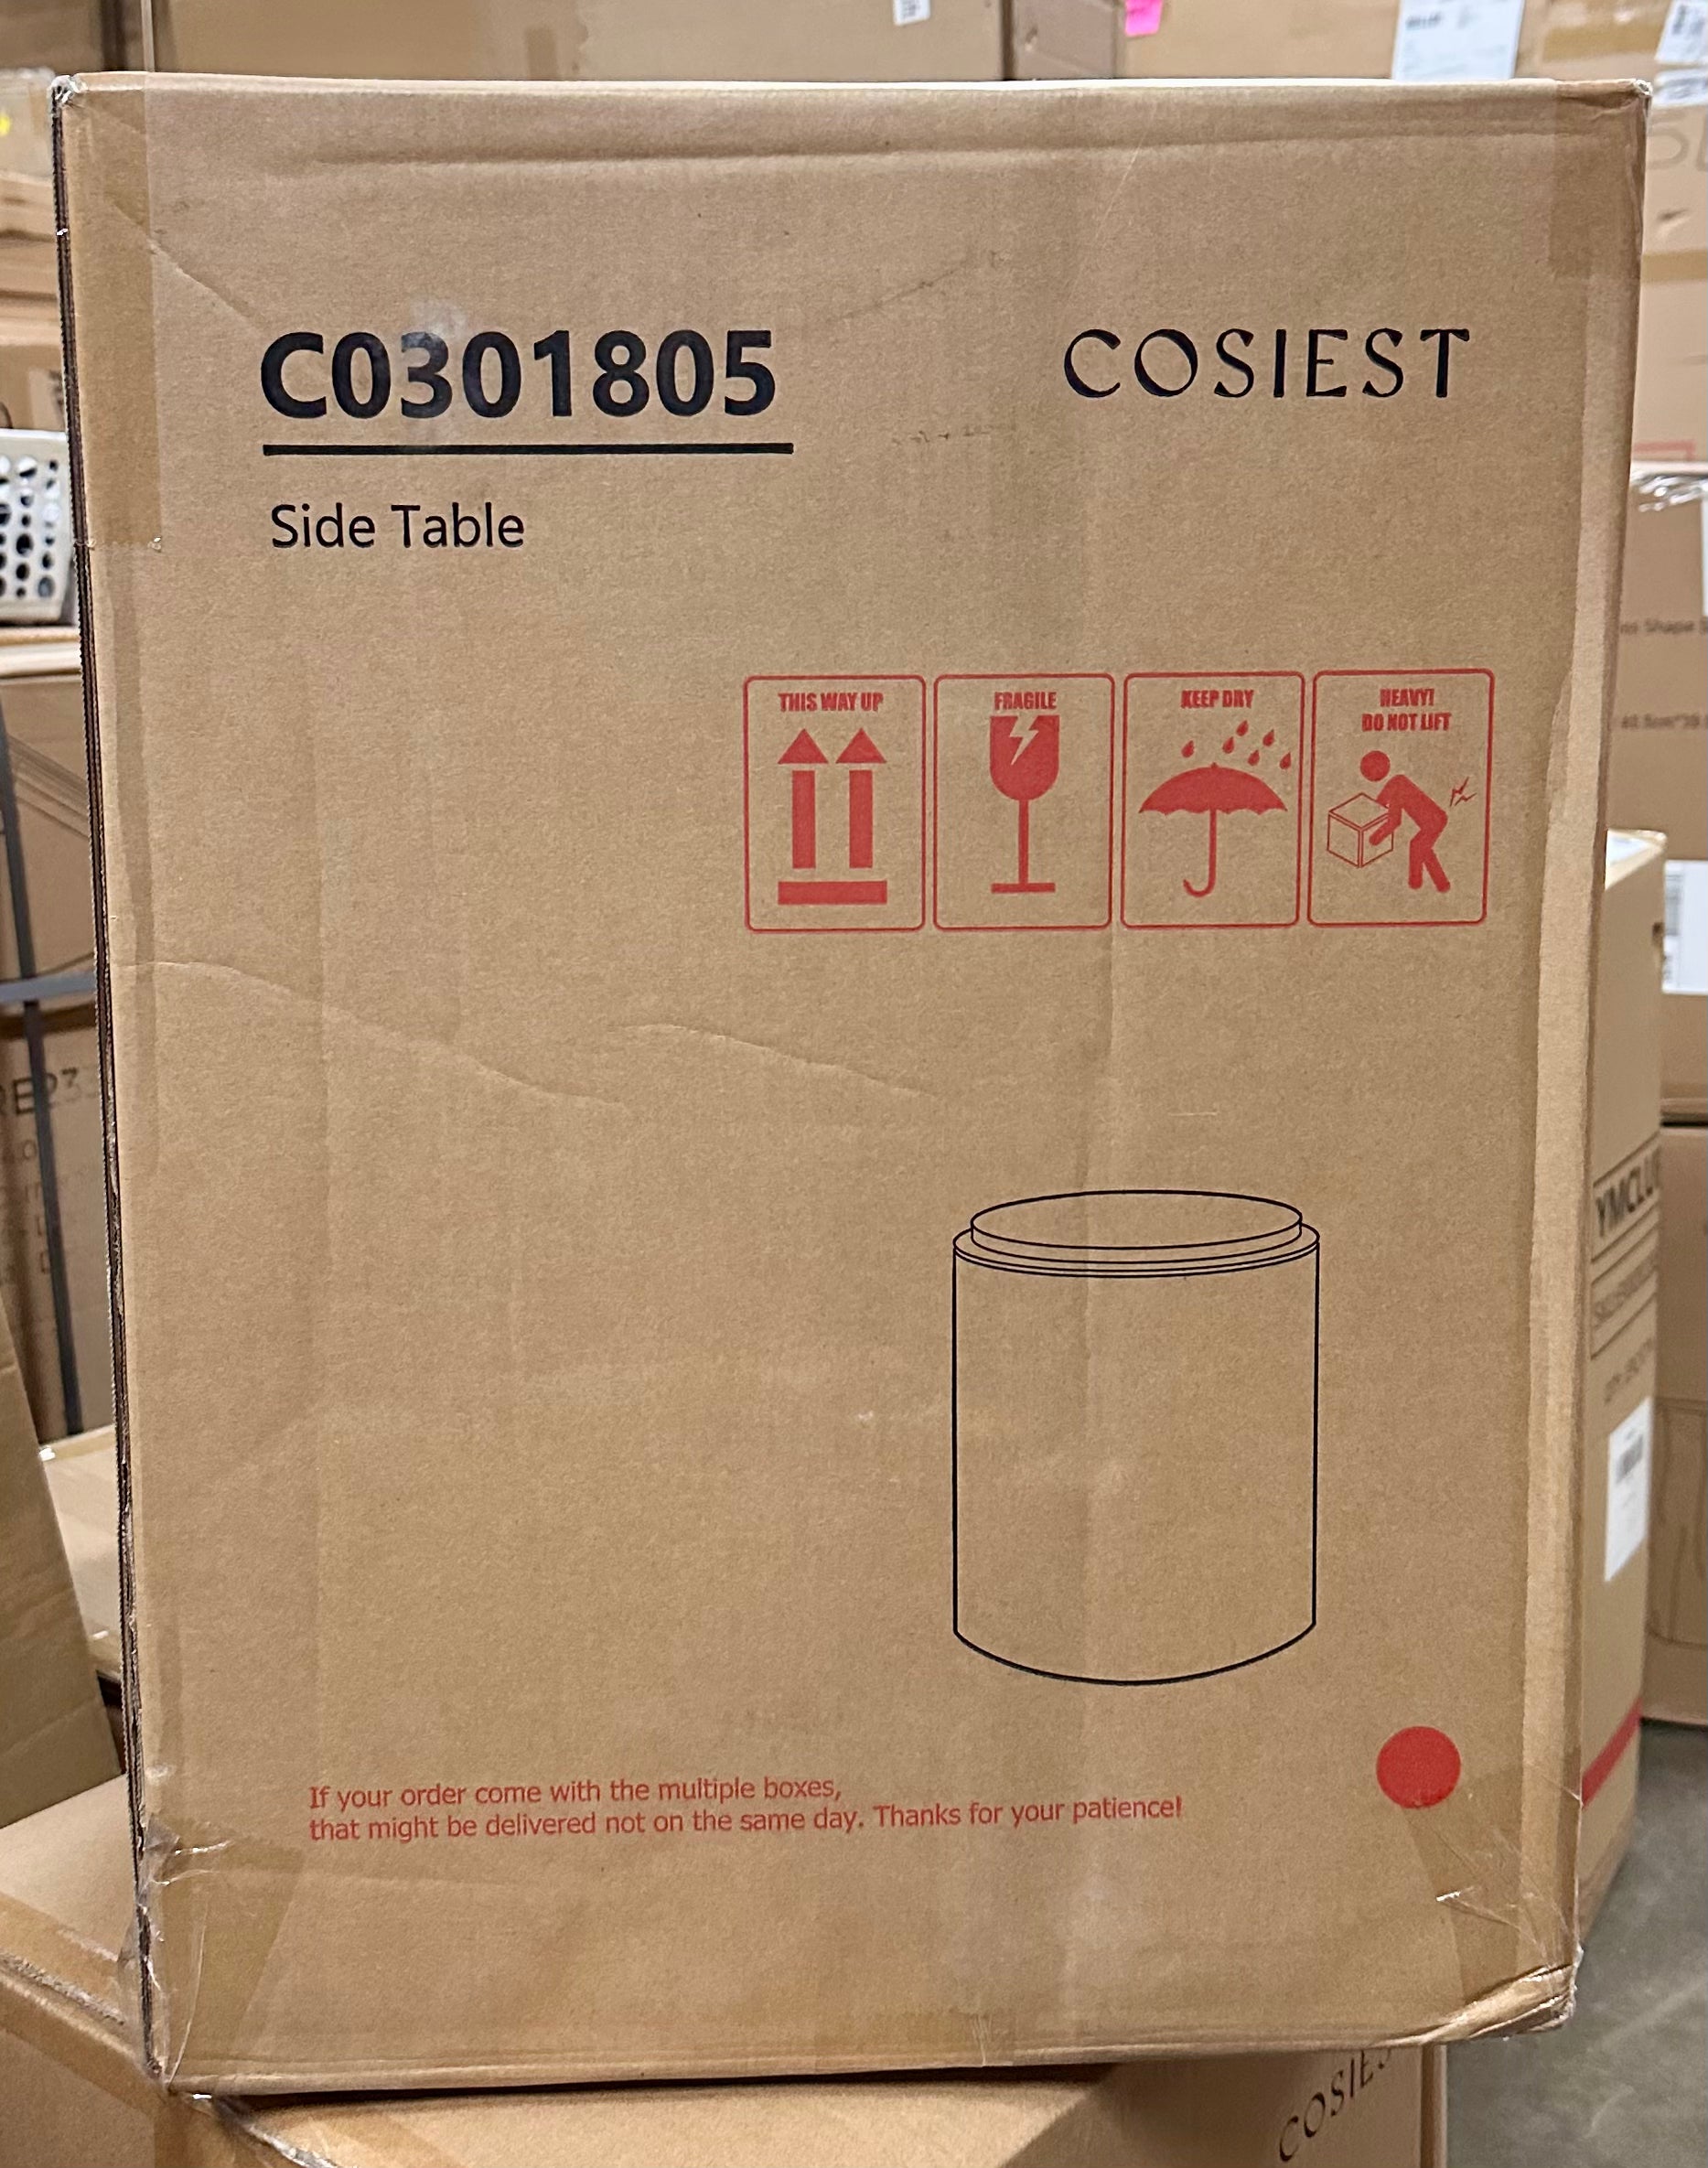 C0301805
COSIEST
Side Table
THIS WAY UP
FRAGILE
KEEP DRY
HEAVY!
DO NOT LIFT
If your order come with the multiple boxes,
that might be delivered not on the same day. Thanks for your patience!
COSIES